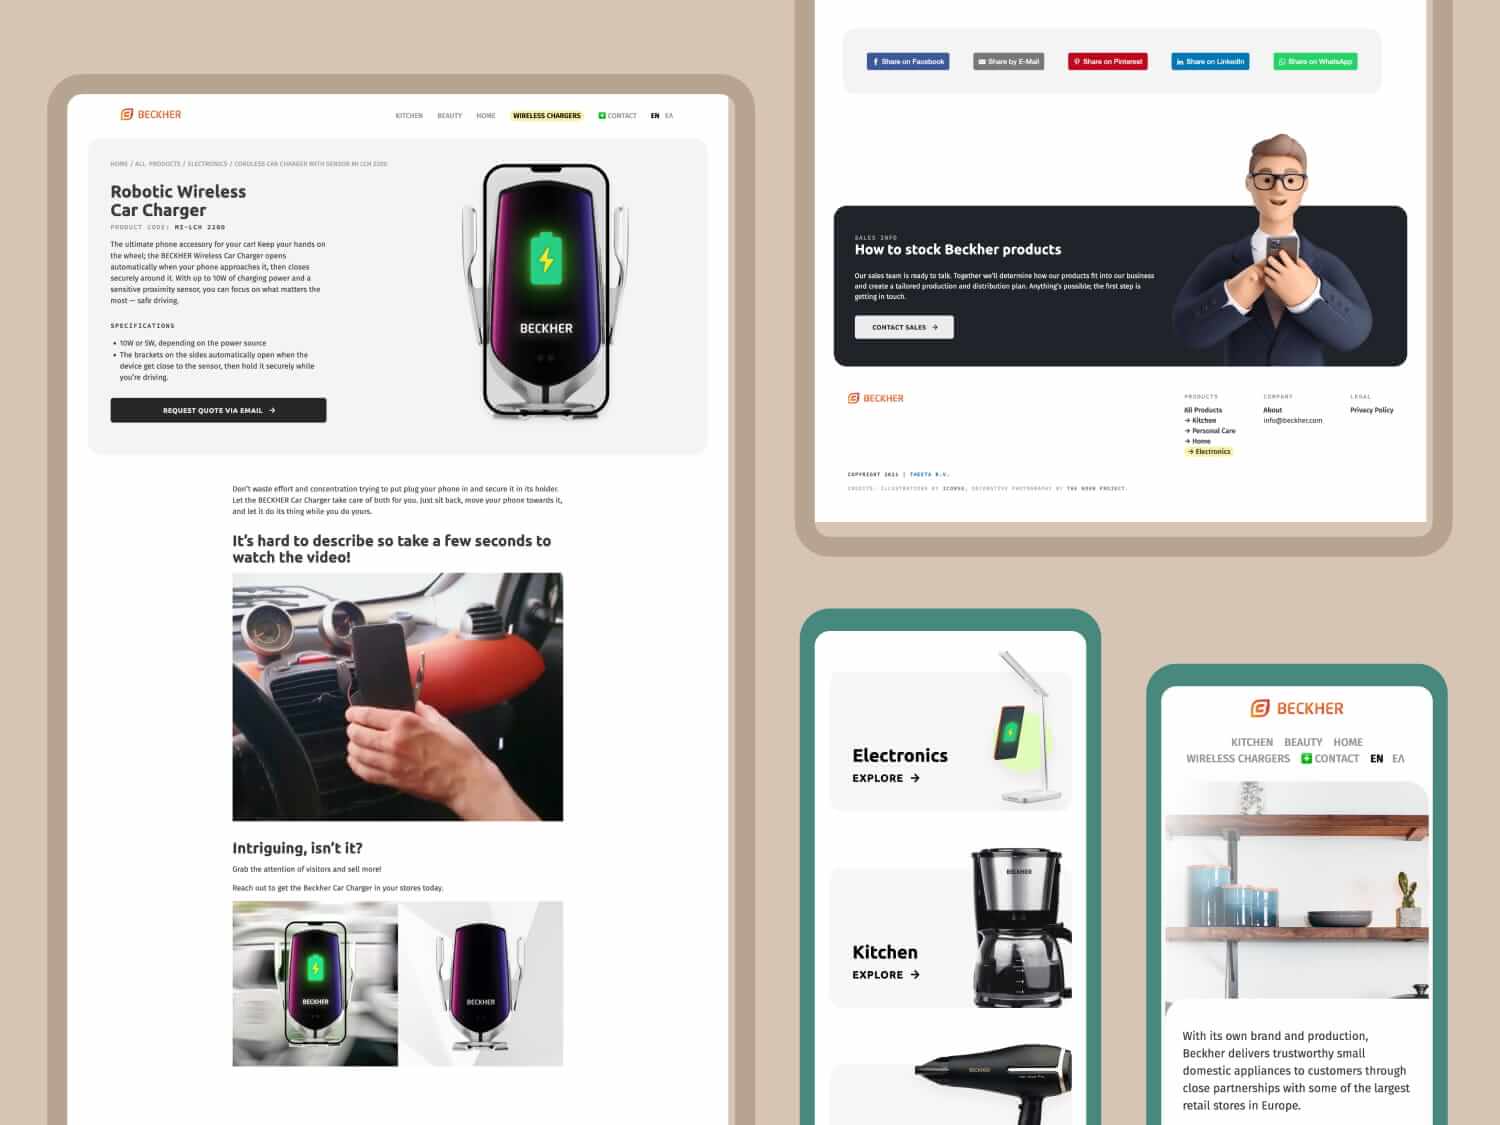 BECKHER
KITCHEN BEAUTY HOME WIRELESS CHARGERS CONTACT EN ΕΛ
HOME / ALL PRODUCTS / ELECTRONICS / CORDLESS CAR CHARGER WITH SENSOR MI LCH 2200
Robotic Wireless
Car Charger
PRODUCT CODE: MI-LCH 2200
The ultimate phone accessory for your car! Keep your hands on
the wheel; the BECKHER Wireless Car Charger opens
automatically when your phone approaches it, then closes
securely around it. With up to 10W of charging power and a
sensitive proximity sensor, you can focus on what matters the
most — safe driving.
SPECIFICATIONS
• 10W or 5W, depending on the power source
• The brackets on the sides automatically open when the
device get close to the sensor, then hold it securely while
you're driving.
REQUEST QUOTE VIA EMAIL →
BECKHER
Don't waste effort and concentration trying to put plug your phone in and secure it in its holder.
Let the BECKHER Car Charger take care of both for you. Just sit back, move your phone towards it,
and let it do its thing while you do yours.
It's hard to describe so take a few seconds to
watch the video!
Intriguing, isn't it?
Grab the attention of visitors and sell more!
Reach out to get the Beckher Car Charger in your stores today.
BECKHER
BECKHER
Share on Facebook
Share by E-Mail
Share on Pinterest
Share on LinkedIn
Share on WhatsApp
SALES INFO
How to stock Beckher products
Our sales team is ready to talk. Together we'll determine how our products fit into our business
and create a tailored production and distribution plan. Anything's possible; the first step is
getting in touch.
CONTACT SALES →
BECKHER
PRODUCTS
All Products
→ Kitchen
→ Personal Care
→ Home
→ Electronics
COMPANY
About
info@beckher.com
LEGAL
Privacy Policy
COPYRIGHT 2021 | THEETA B.V.
CREDITS: ILLUSTRATIONS BY ICONS8, DECORATIVE PHOTOGRAPHY BY THE NOUN PROJECT.
Electronics
EXPLORE →
BECKHER
Kitchen
EXPLORE →
BECKHER
BECKHER
KITCHEN BEAUTY HOME
WIRELESS CHARGERS CONTACT EN ΕΛ
With its own brand and production,
Beckher delivers trustworthy small
domestic appliances to customers through
close partnerships with some of the largest
retail stores in Europe.